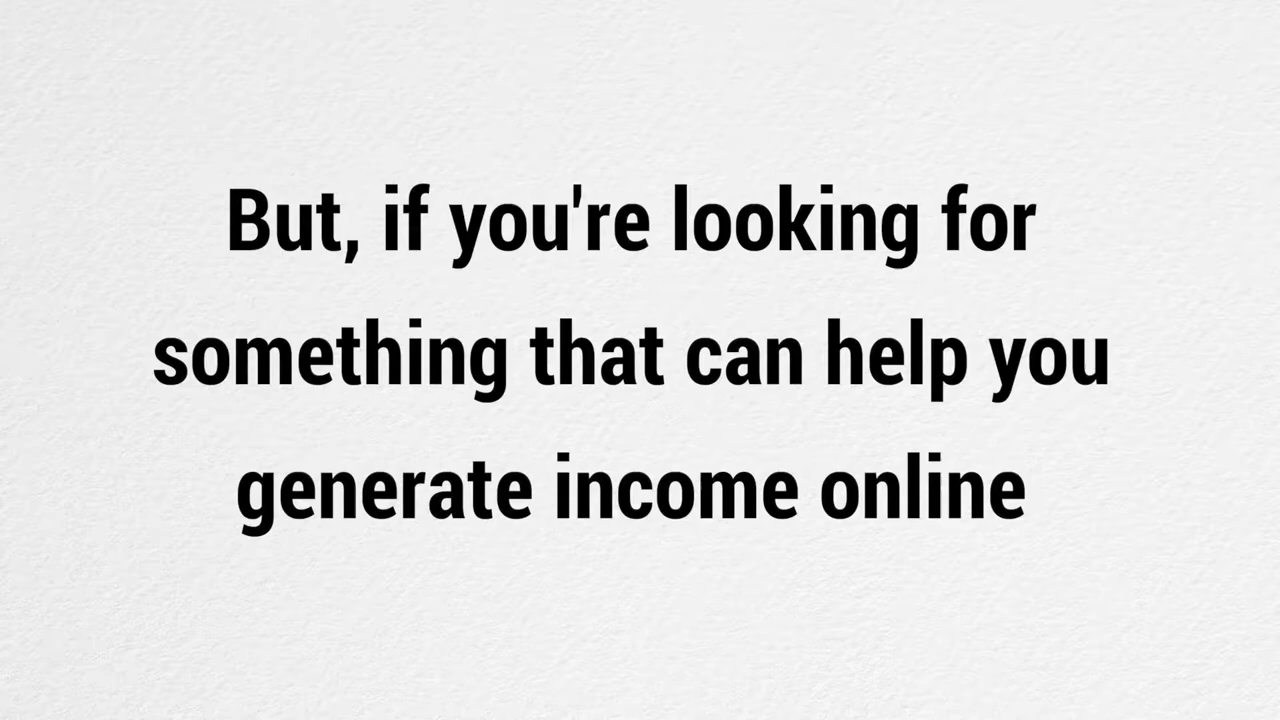 But, if you're looking for
something that can help you
generate income online